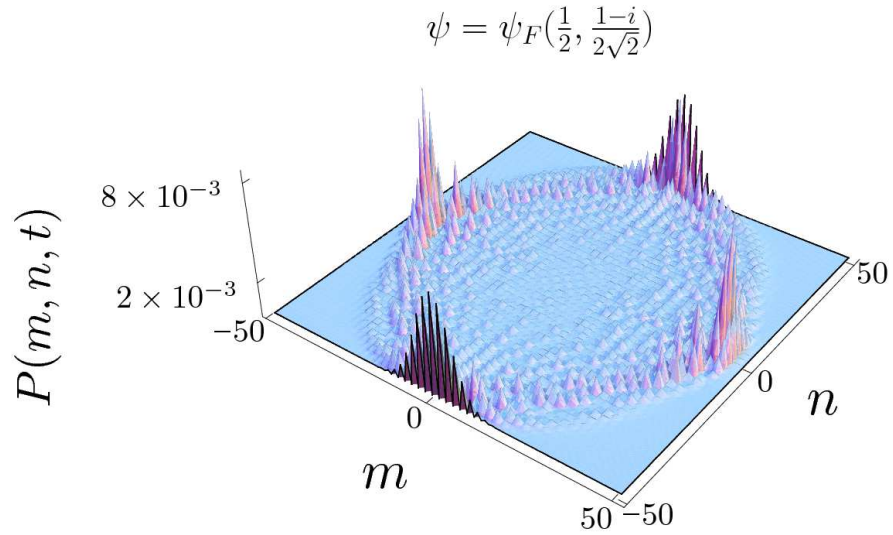 ψ = ψ_F(1/2, (1−i)/(2√2))
8 × 10⁻³
2 × 10⁻³
P(m, n, t)
−50
0
50
m
−50
0
50
n